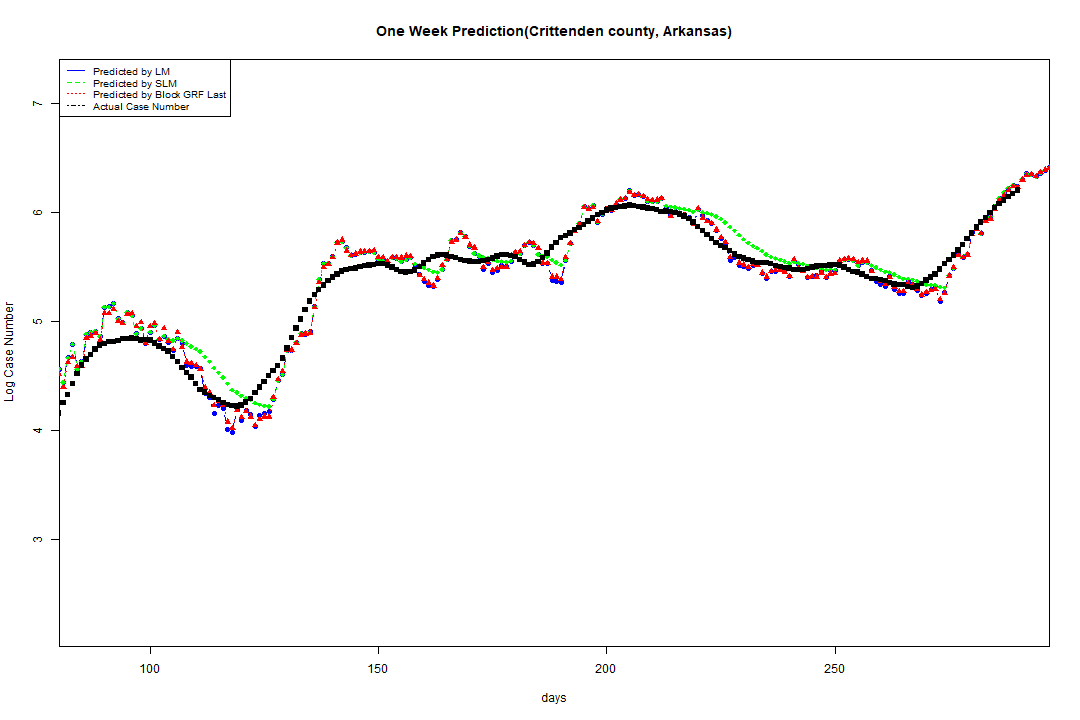 One Week Prediction(Crittenden county, Arkansas)
Predicted by LM
Predicted by SLM
Predicted by Block GRF Last
Actual Case Number
7
6
5
4
3
Log Case Number
100 150 200 250
days